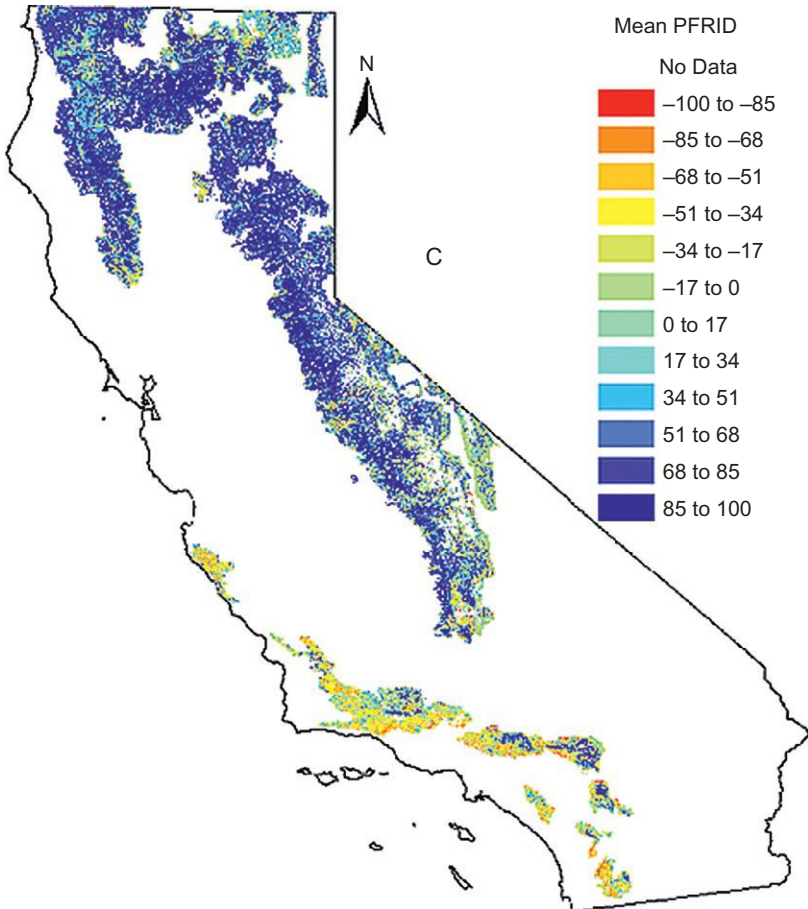 Mean PFRID
No Data
N
–100 to –85
–85 to –68
–68 to –51
–51 to –34
–34 to –17
–17 to 0
0 to 17
17 to 34
34 to 51
51 to 68
68 to 85
85 to 100
C